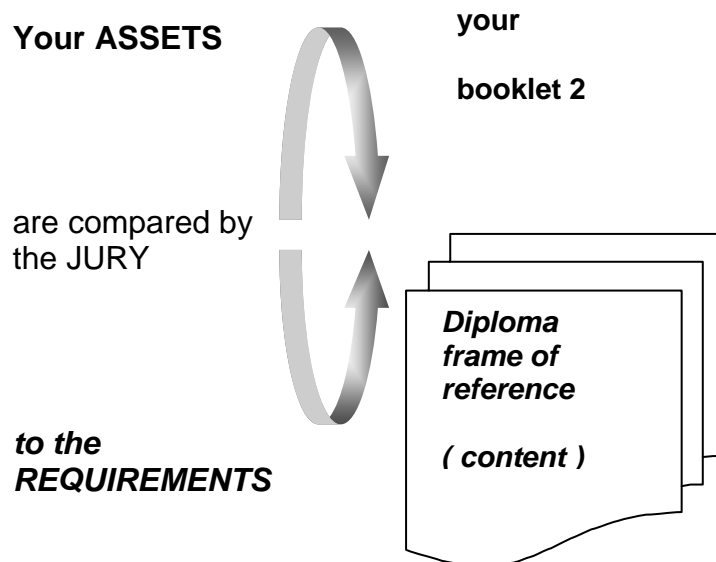 Your ASSETS
your
booklet 2
are compared by
the JURY
Diploma
frame of
reference
( content )
to the
REQUIREMENTS